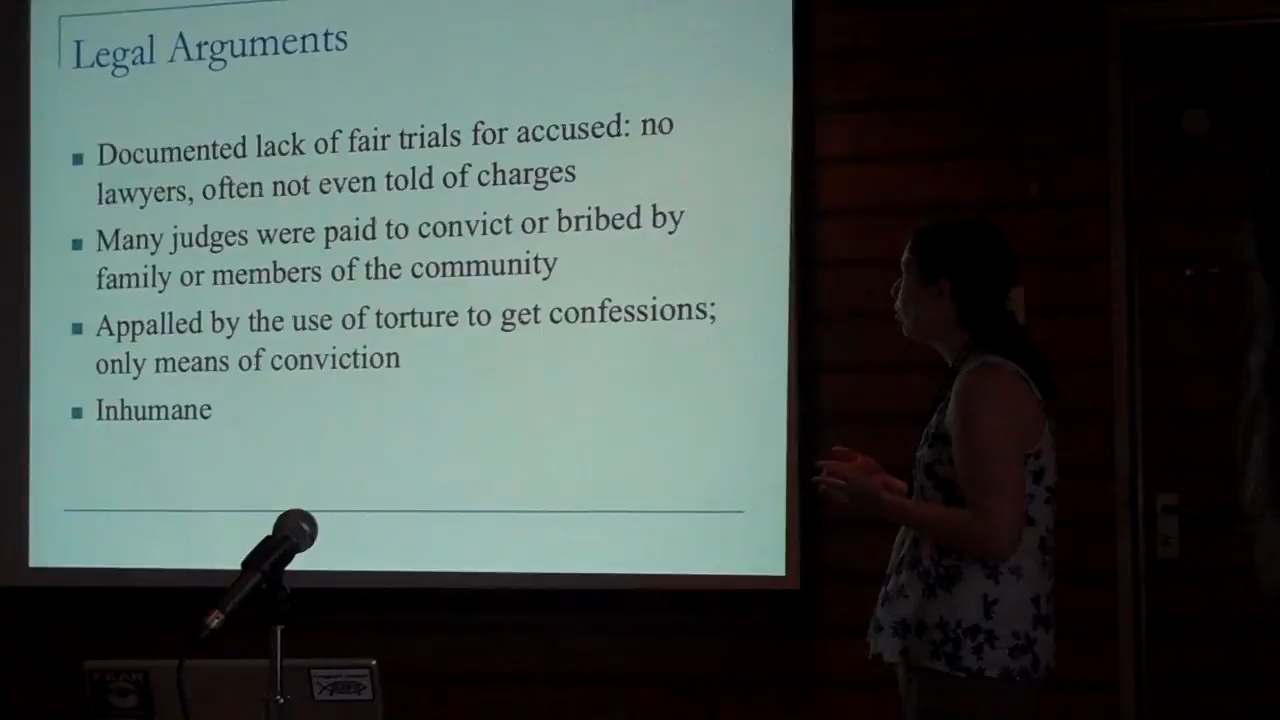 Legal Arguments
Documented lack of fair trials for accused: no
lawyers, often not even told of charges
Many judges were paid to convict or bribed by
family or members of the community
Appalled by the use of torture to get confessions;
only means of conviction
Inhumane
FEAR